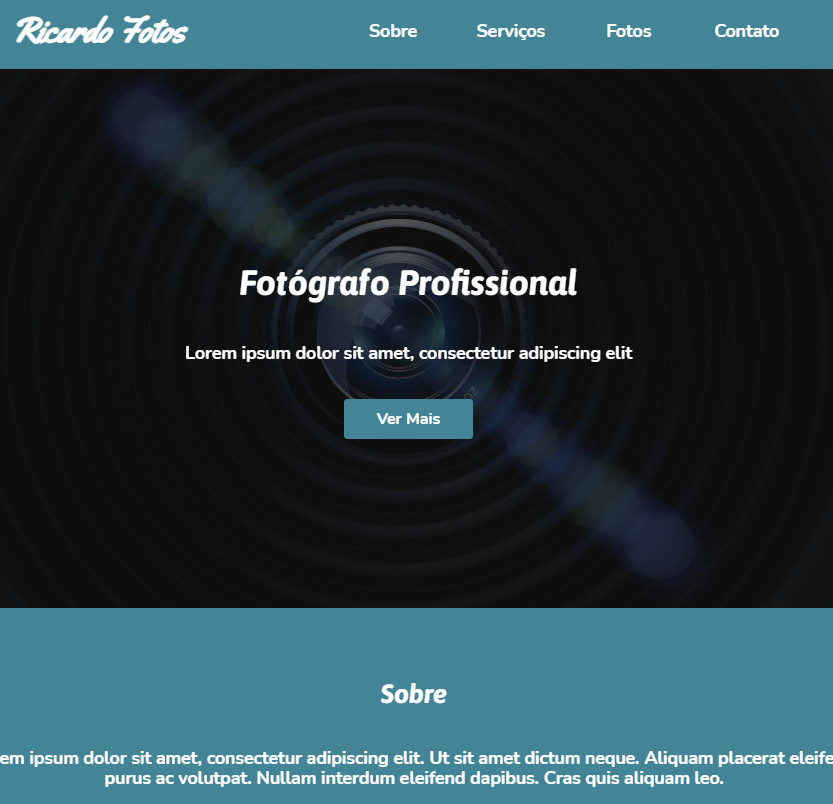 Ricardo Fotos
Sobre Serviços Fotos Contato
Fotógrafo Profissional
Lorem ipsum dolor sit amet, consectetur adipiscing elit
Ver Mais
Sobre
em ipsum dolor sit amet, consectetur adipiscing elit. Ut sit amet dictum neque. Aliquam placerat eleife
purus ac volutpat. Nullam interdum eleifend dapibus. Cras quis aliquam leo.